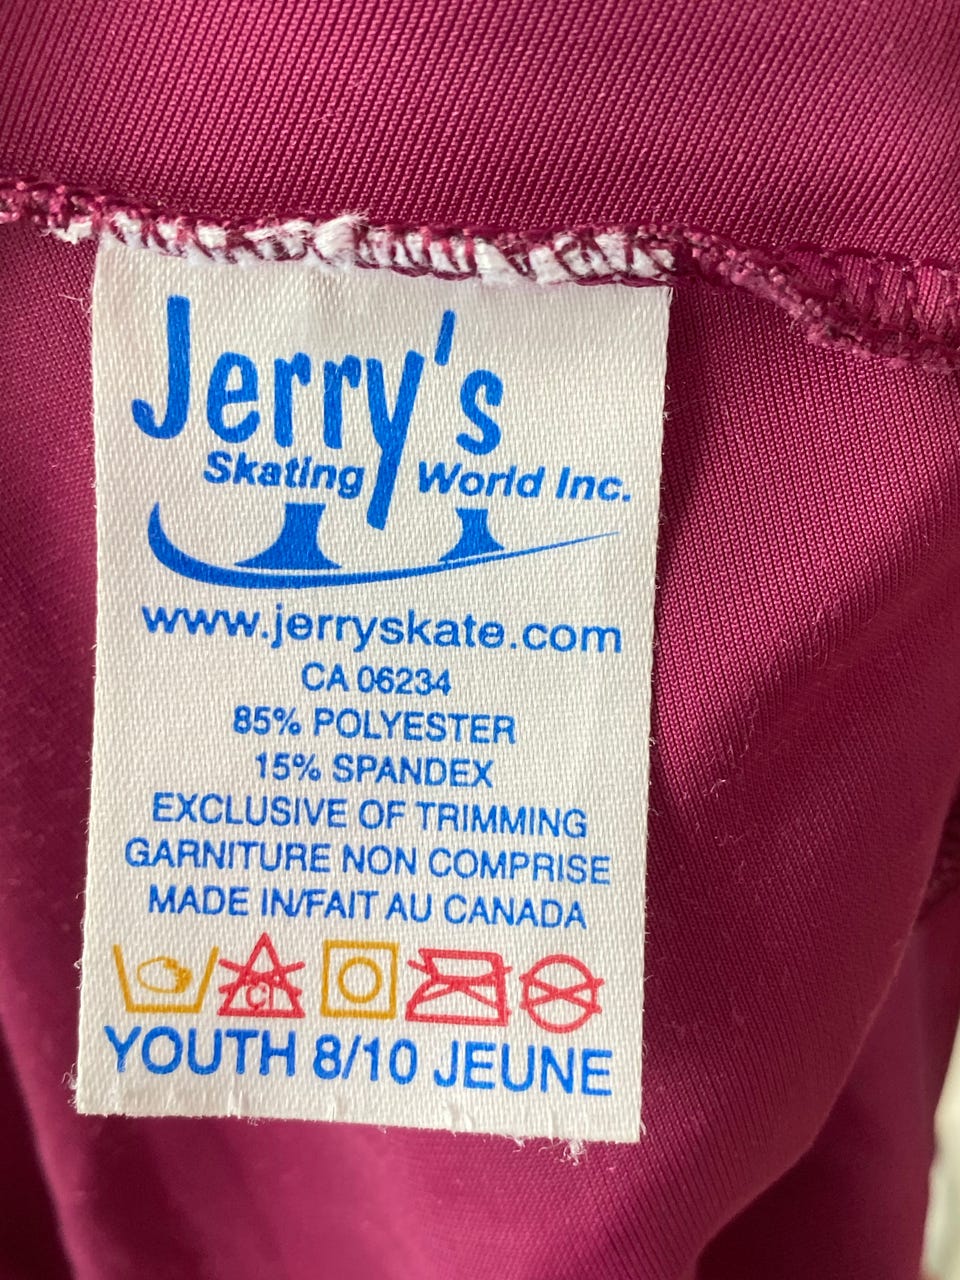 Jerry's
Skating World Inc.
www.jerryskate.com
CA 06234
85% POLYESTER
15% SPANDEX
EXCLUSIVE OF TRIMMING
GARNITURE NON COMPRISE
MADE IN/FAIT AU CANADA
Cl
YOUTH 8/10 JEUNE